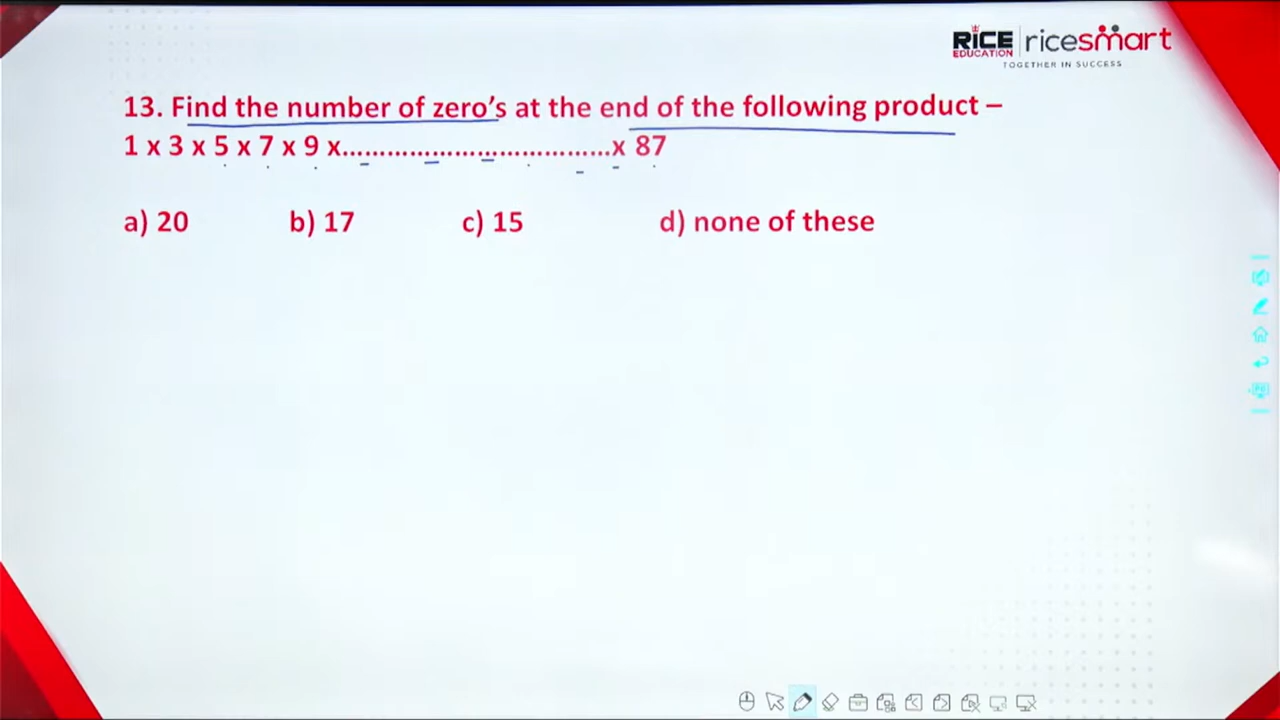 RICE EDUCATION | ricesmart
TOGETHER IN SUCCESS
13. Find the number of zero's at the end of the following product –
1 x 3 x 5 x 7 x 9 x....................................x 87
a) 20 b) 17 c) 15 d) none of these